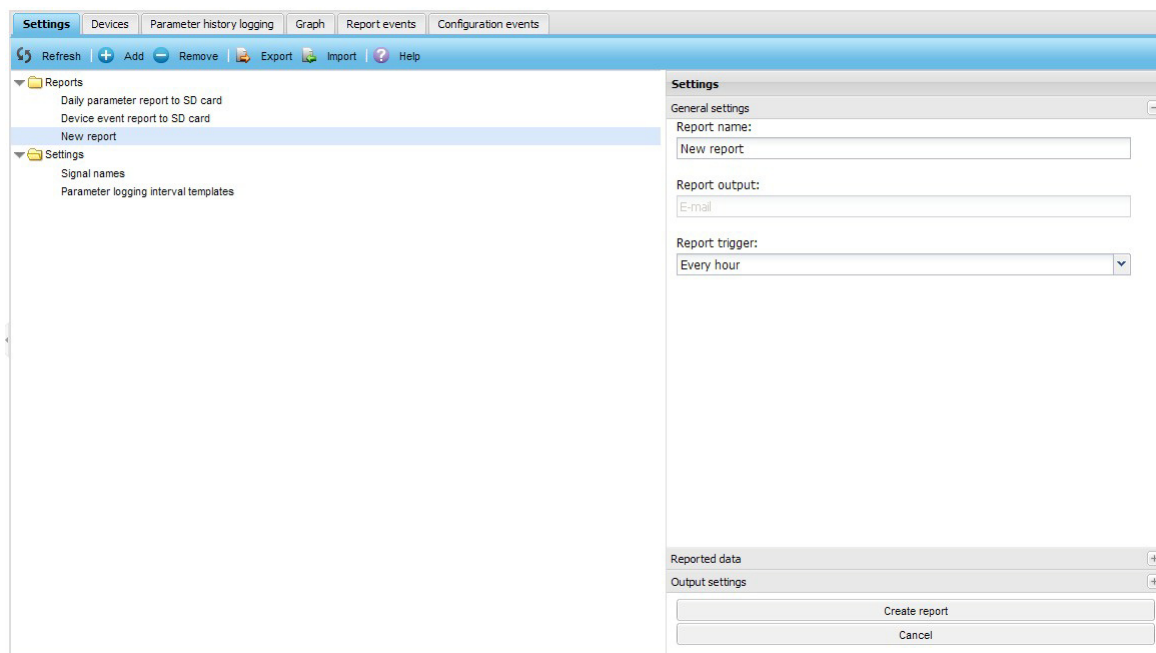 Settings Devices Parameter history logging Graph Report events Configuration events
Refresh Add Remove Export Import Help
Reports
Daily parameter report to SD card
Device event report to SD card
New report
Settings
Signal names
Parameter logging interval templates
Settings
General settings
Report name:
New report
Report output:
E-mail
Report trigger:
Every hour
Reported data
Output settings
Create report
Cancel